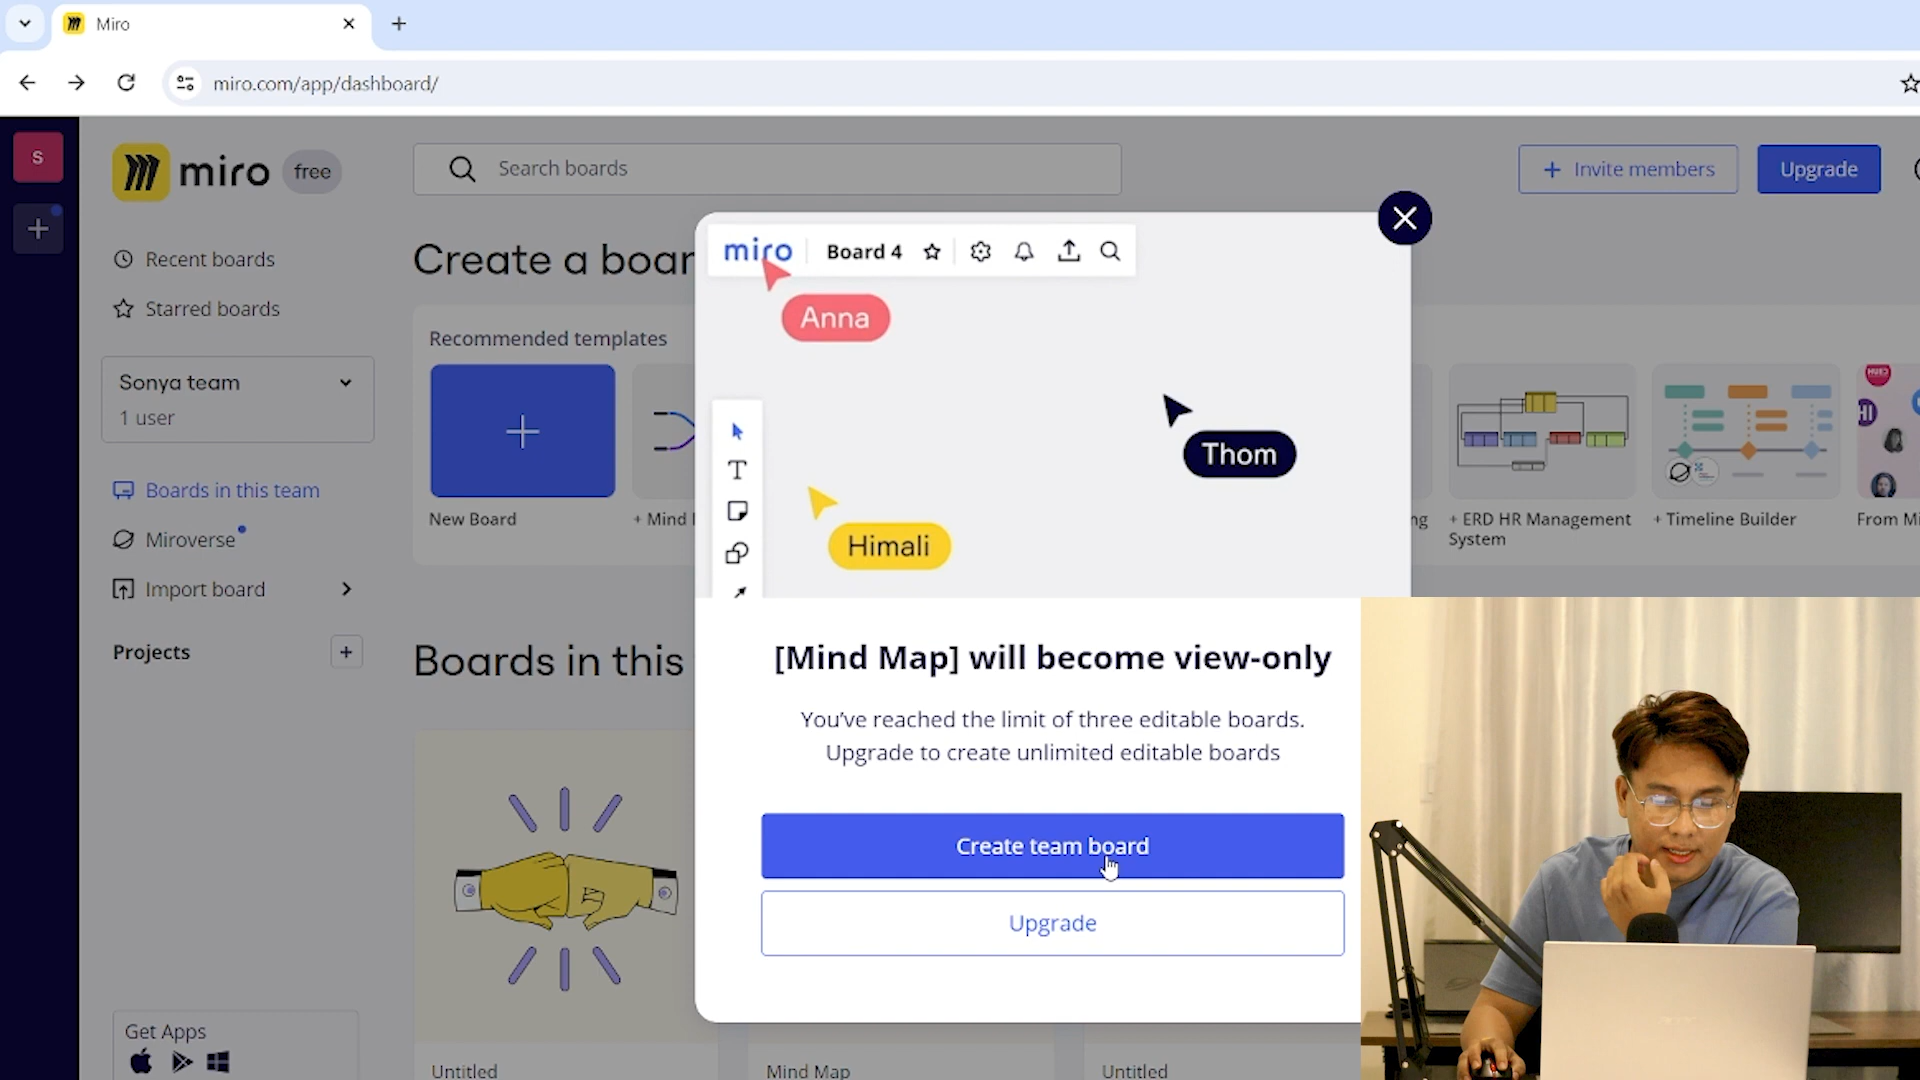 Miro
miro.com/app/dashboard/
S
miro free
Search boards
Invite members
Upgrade
Recent boards
Starred boards
Sonya team
1 user
Boards in this team
Miroverse
Import board
Projects
Get Apps
Create a boar
Recommended templates
New Board
+ Mind
ng
+ ERD HR Management
System
+ Timeline Builder
From Mi
Boards in this
Untitled
Mind Map
Untitled
miro
Board 4
Anna
Thom
Himali
T
[Mind Map] will become view-only
You’ve reached the limit of three editable boards.
Upgrade to create unlimited editable boards
Create team board
Upgrade